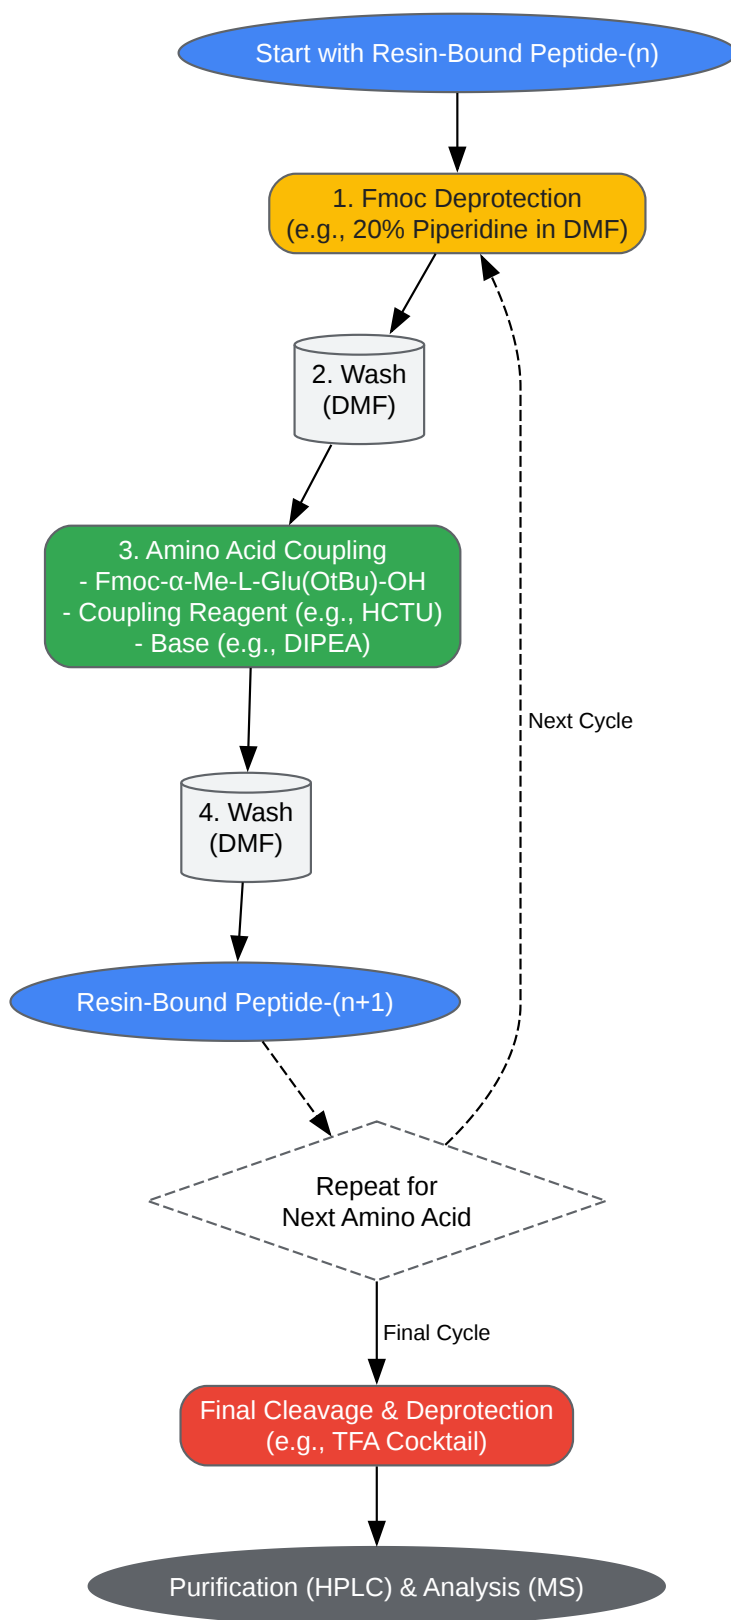 Start with Resin-Bound Peptide-(n)
1. Fmoc Deprotection
(e.g., 20% Piperidine in DMF)
2. Wash
(DMF)
3. Amino Acid Coupling
- Fmoc-α-Me-L-Glu(OtBu)-OH
- Coupling Reagent (e.g., HCTU)
- Base (e.g., DIPEA)
Next Cycle
4. Wash
(DMF)
Resin-Bound Peptide-(n+1)
Repeat for
Next Amino Acid
Final Cycle
Final Cleavage & Deprotection
(e.g., TFA Cocktail)
Purification (HPLC) & Analysis (MS)